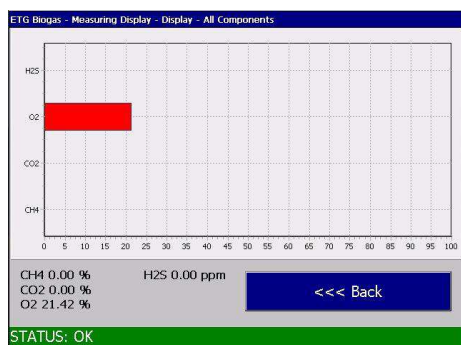 ETG Biogas - Measuring Display - Display - All Components
H2S
O2
CO2
CH4
0 5 10 15 20 25 30 35 40 45 50 55 60 65 70 75 80 85 90 95 100
CH4 0.00 % H2S 0.00 ppm
CO2 0.00 %
O2 21.42 %
<<< Back
STATUS: OK